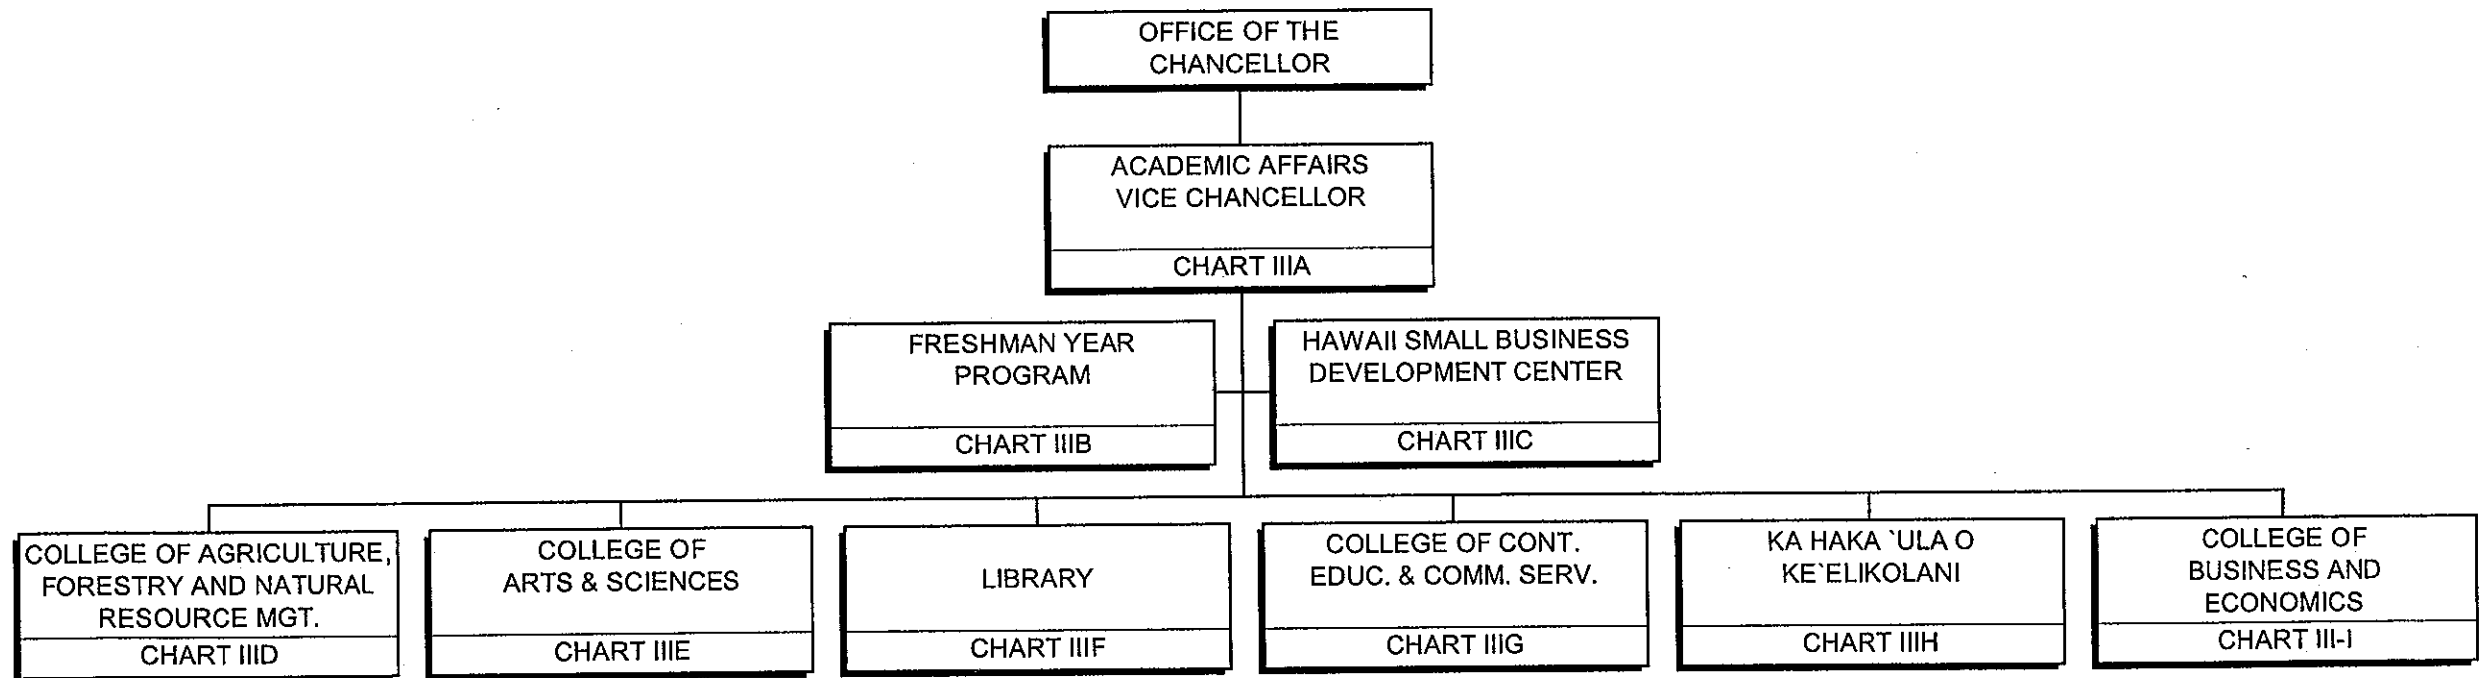 OFFICE OF THE
CHANCELLOR
ACADEMIC AFFAIRS
VICE CHANCELLOR
CHART IIIA
FRESHMAN YEAR
PROGRAM
CHART IIIB
HAWAII SMALL BUSINESS
DEVELOPMENT CENTER
CHART IIIC
COLLEGE OF AGRICULTURE,
FORESTRY AND NATURAL
RESOURCE MGT.
CHART IIID
COLLEGE OF
ARTS & SCIENCES
CHART IIIE
LIBRARY
CHART IIIF
COLLEGE OF CONT.
EDUC. & COMM. SERV.
CHART IIIG
KA HAKA `ULA O
KE`ELIKOLANI
CHART IIIH
COLLEGE OF
BUSINESS AND
ECONOMICS
CHART III-I